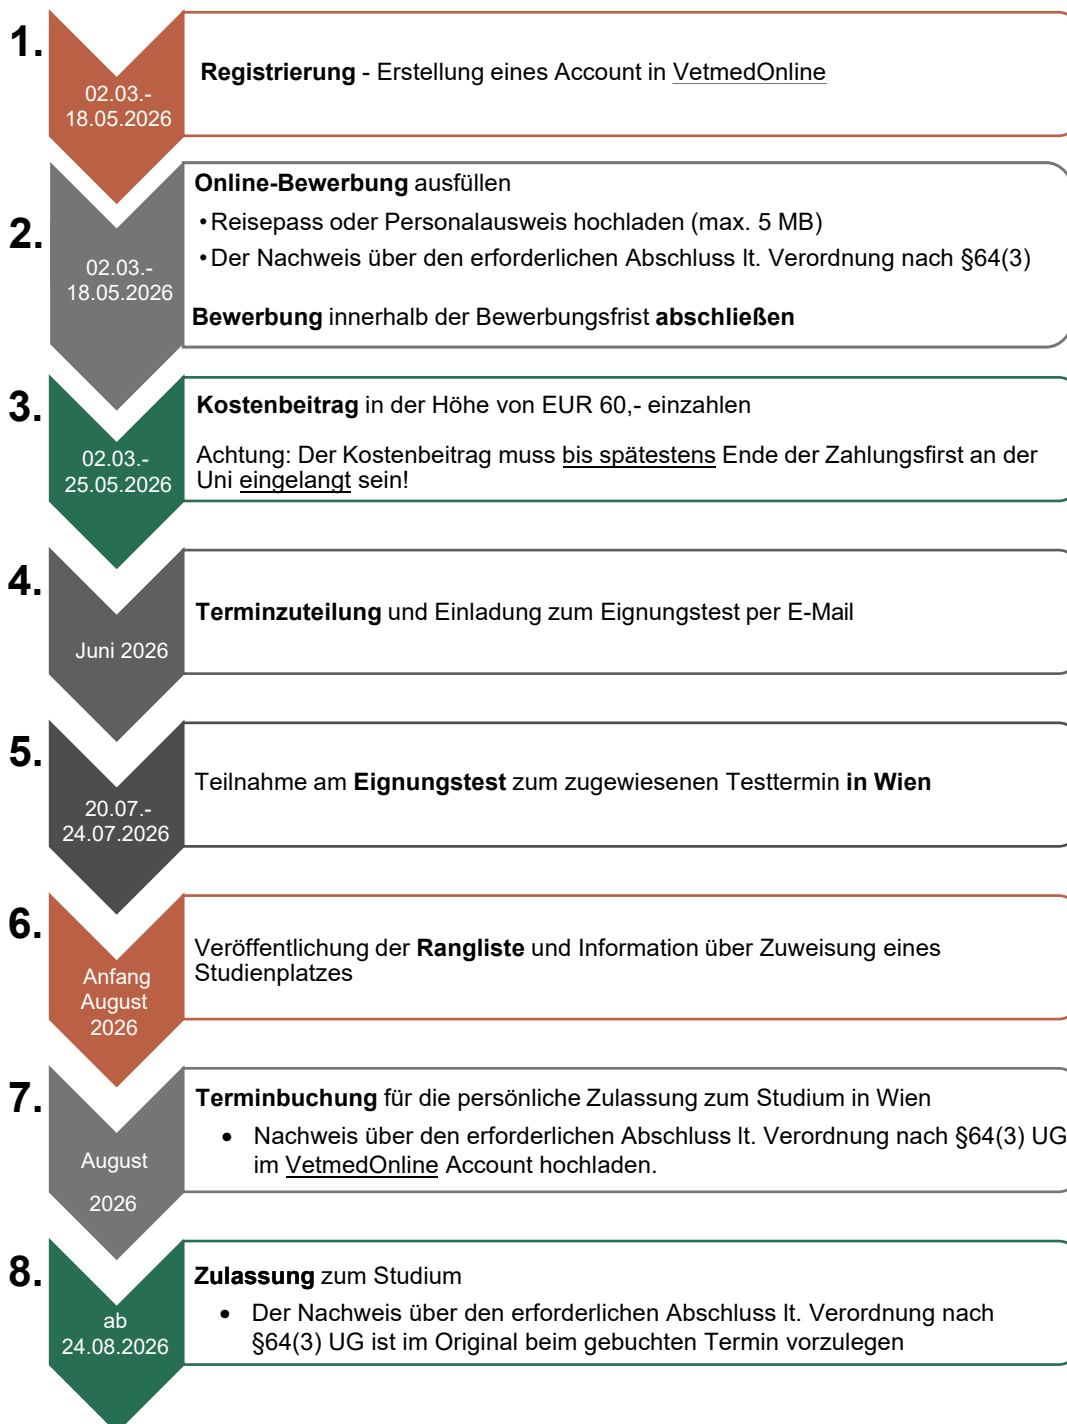 1.
02.03.-
18.05.2026
Registrierung - Erstellung eines Account in VetmedOnline
2.
02.03.-
18.05.2026
Online-Bewerbung ausfüllen
• Reisepass oder Personalausweis hochladen (max. 5 MB)
• Der Nachweis über den erforderlichen Abschluss lt. Verordnung nach §64(3)
Bewerbung innerhalb der Bewerbungsfrist abschließen
3.
02.03.-
25.05.2026
Kostenbeitrag in der Höhe von EUR 60,- einzahlen
Achtung: Der Kostenbeitrag muss bis spätestens Ende der Zahlungsfirst an der
Uni eingelangt sein!
4.
Juni 2026
Terminzuteilung und Einladung zum Eignungstest per E-Mail
5.
20.07.-
24.07.2026
Teilnahme am Eignungstest zum zugewiesenen Testtermin in Wien
6.
Anfang
August
2026
Veröffentlichung der Rangliste und Information über Zuweisung eines
Studienplatzes
7.
August
2026
Terminbuchung für die persönliche Zulassung zum Studium in Wien
• Nachweis über den erforderlichen Abschluss lt. Verordnung nach §64(3) UG
im VetmedOnline Account hochladen.
8.
ab
24.08.2026
Zulassung zum Studium
• Der Nachweis über den erforderlichen Abschluss lt. Verordnung nach
§64(3) UG ist im Original beim gebuchten Termin vorzulegen